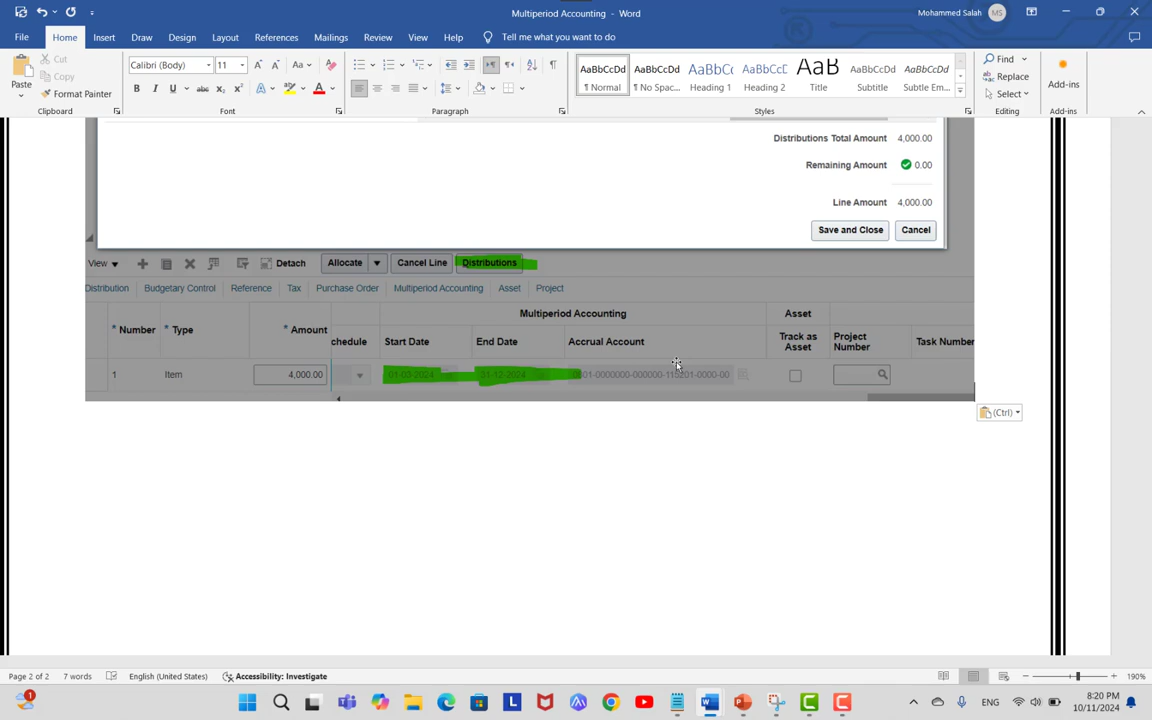 Multiperiod Accounting - Word
Mohammed Salah MS
File Home Insert Draw Design Layout References Mailings Review View Help Tell me what you want to do
Paste
Cut
Copy
Format Painter
Clipboard
Calibri (Body) 11
Font
Paragraph
AaBbCcDd AaBbCcDd AaBbCc AaBbCcC AaB AaBbCcDd AaBbCcDd
¶ Normal ¶ No Spac... Heading 1 Heading 2 Title Subtitle Subtle Em...
Styles
Find
Replace
Select
Editing
Add-ins
Add-ins
Distributions Total Amount 4,000.00
Remaining Amount 0.00
Line Amount 4,000.00
Save and Close Cancel
View Detach Allocate Cancel Line Distributions
Distribution Budgetary Control Reference Tax Purchase Order Multiperiod Accounting Asset Project
Multiperiod Accounting Asset
* Number * Type * Amount chedule Start Date End Date Accrual Account Track as Asset Project Number Task Number
1 Item 4,000.00 31-12-2024
(Ctrl)
Page 2 of 2 7 words English (United States) Accessibility: Investigate 190%
1 ENG 8:20 PM
10/11/2024